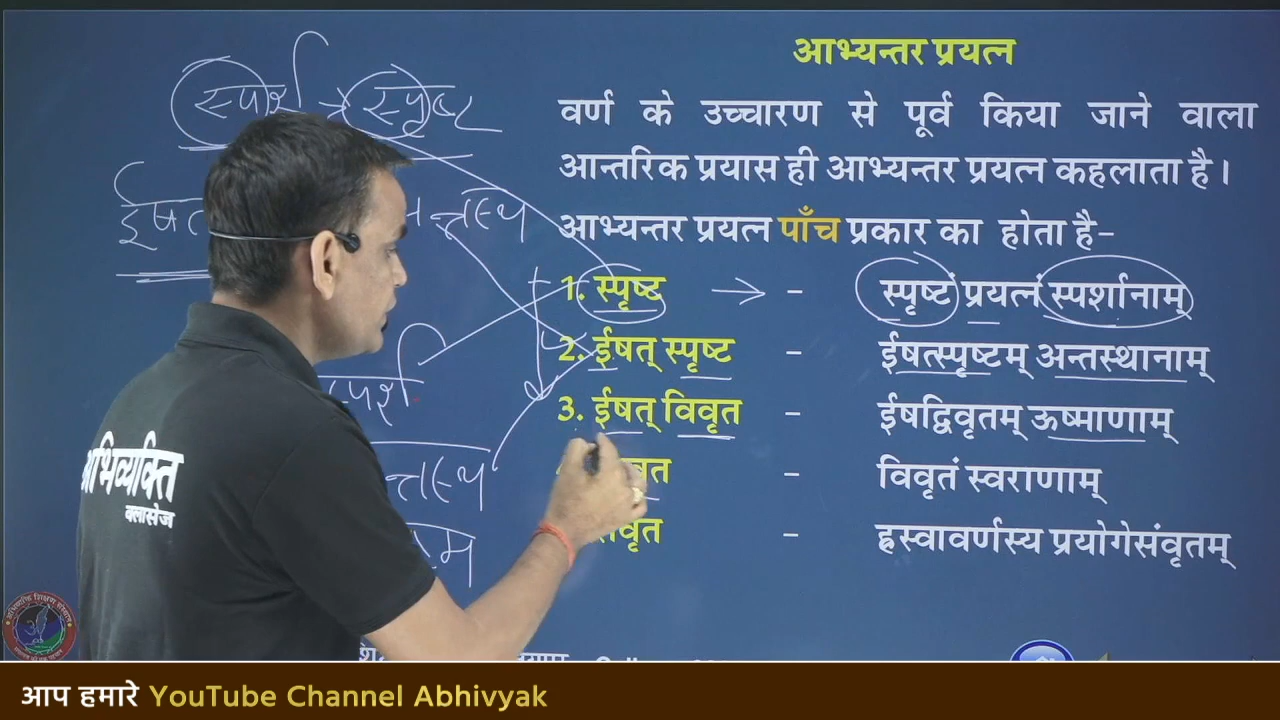 आभ्यन्तर प्रयत्न
वर्ण के उच्चारण से पूर्व किया जाने वाला
आन्तरिक प्रयास ही आभ्यन्तर प्रयत्न कहलाता है।
आभ्यन्तर प्रयत्न पाँच प्रकार का होता है-
1. स्पृष्ट - स्पृष्टं प्रयत्नं स्पर्शानाम्
2. ईषत् स्पृष्ट - ईषत्स्पृष्टम् अन्तस्थानाम्
3. ईषत् विवृत - ईषद्विवृतम् ऊष्माणाम्
- विवृतं स्वराणाम्
- ह्रस्वावर्णस्य प्रयोगेसंवृतम्
स्पर्श → स्पृष्ट
अभिव्यक्ति
क्लासेज
आप हमारे YouTube Channel Abhivyak